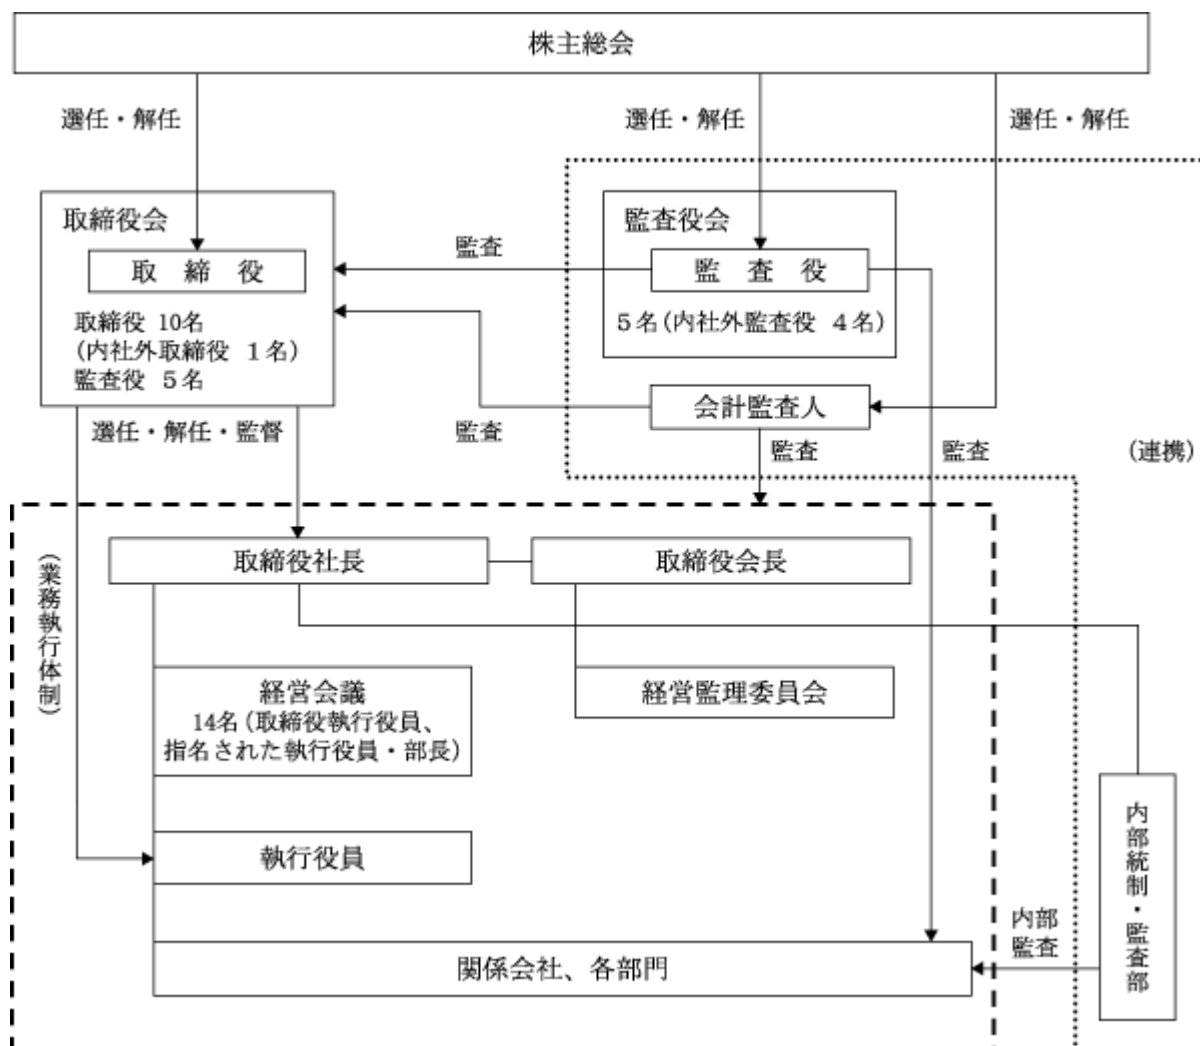 株主総会
選任・解任
選任・解任
選任・解任
取締役会
取 締 役
取締役 10名
(内社外取締役 1名)
監査役 5名
監査
監査役会
監 査 役
5名(内社外監査役 4名)
会計監査人
選任・解任・監督
監査
監査
監査
(連携)
(業務執行体制)
取締役社長
取締役会長
経営会議
14名(取締役執行役員、
指名された執行役員・部長)
経営監理委員会
執行役員
内部統制・監査部
内部
監査
関係会社、各部門